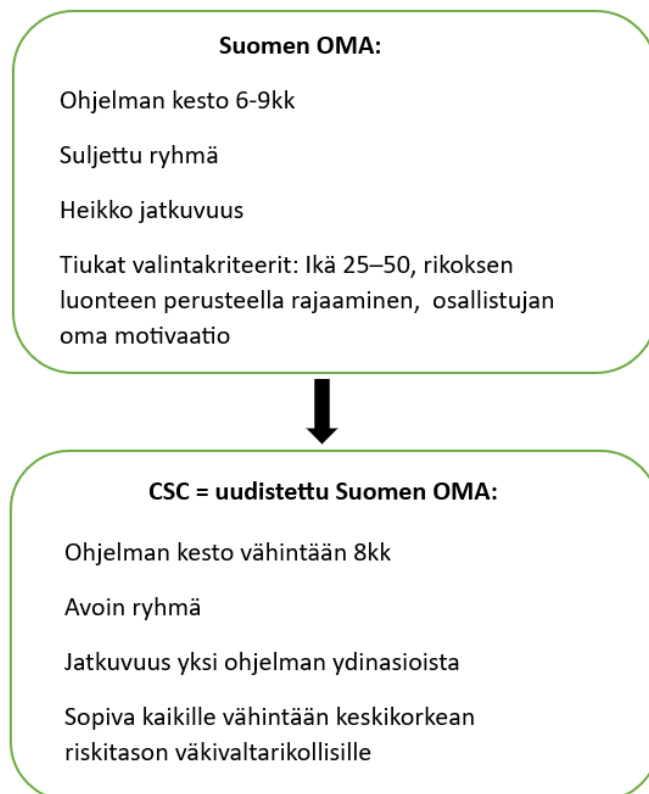 Suomen OMA:
Ohjelman kesto 6-9kk
Suljettu ryhmä
Heikko jatkuvuus
Tiukat valintakriteerit: Ikä 25–50, rikoksen
luonteen perusteella rajaaminen, osallistujan
oma motivaatio
CSC = uudistettu Suomen OMA:
Ohjelman kesto vähintään 8kk
Avoin ryhmä
Jatkuvuus yksi ohjelman ydinasioista
Sopiva kaikille vähintään keskikorkean
riskitason väkivaltarikollisille